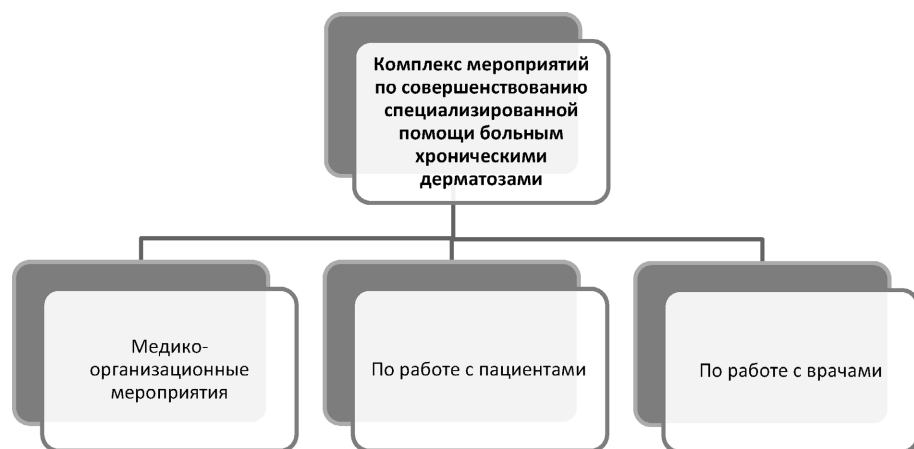 Комплекс мероприятий
по совершенствованию
специализированной
помощи больным
хроническими
дерматозами
Медико-
организационные
мероприятия
По работе с пациентами
По работе с врачами